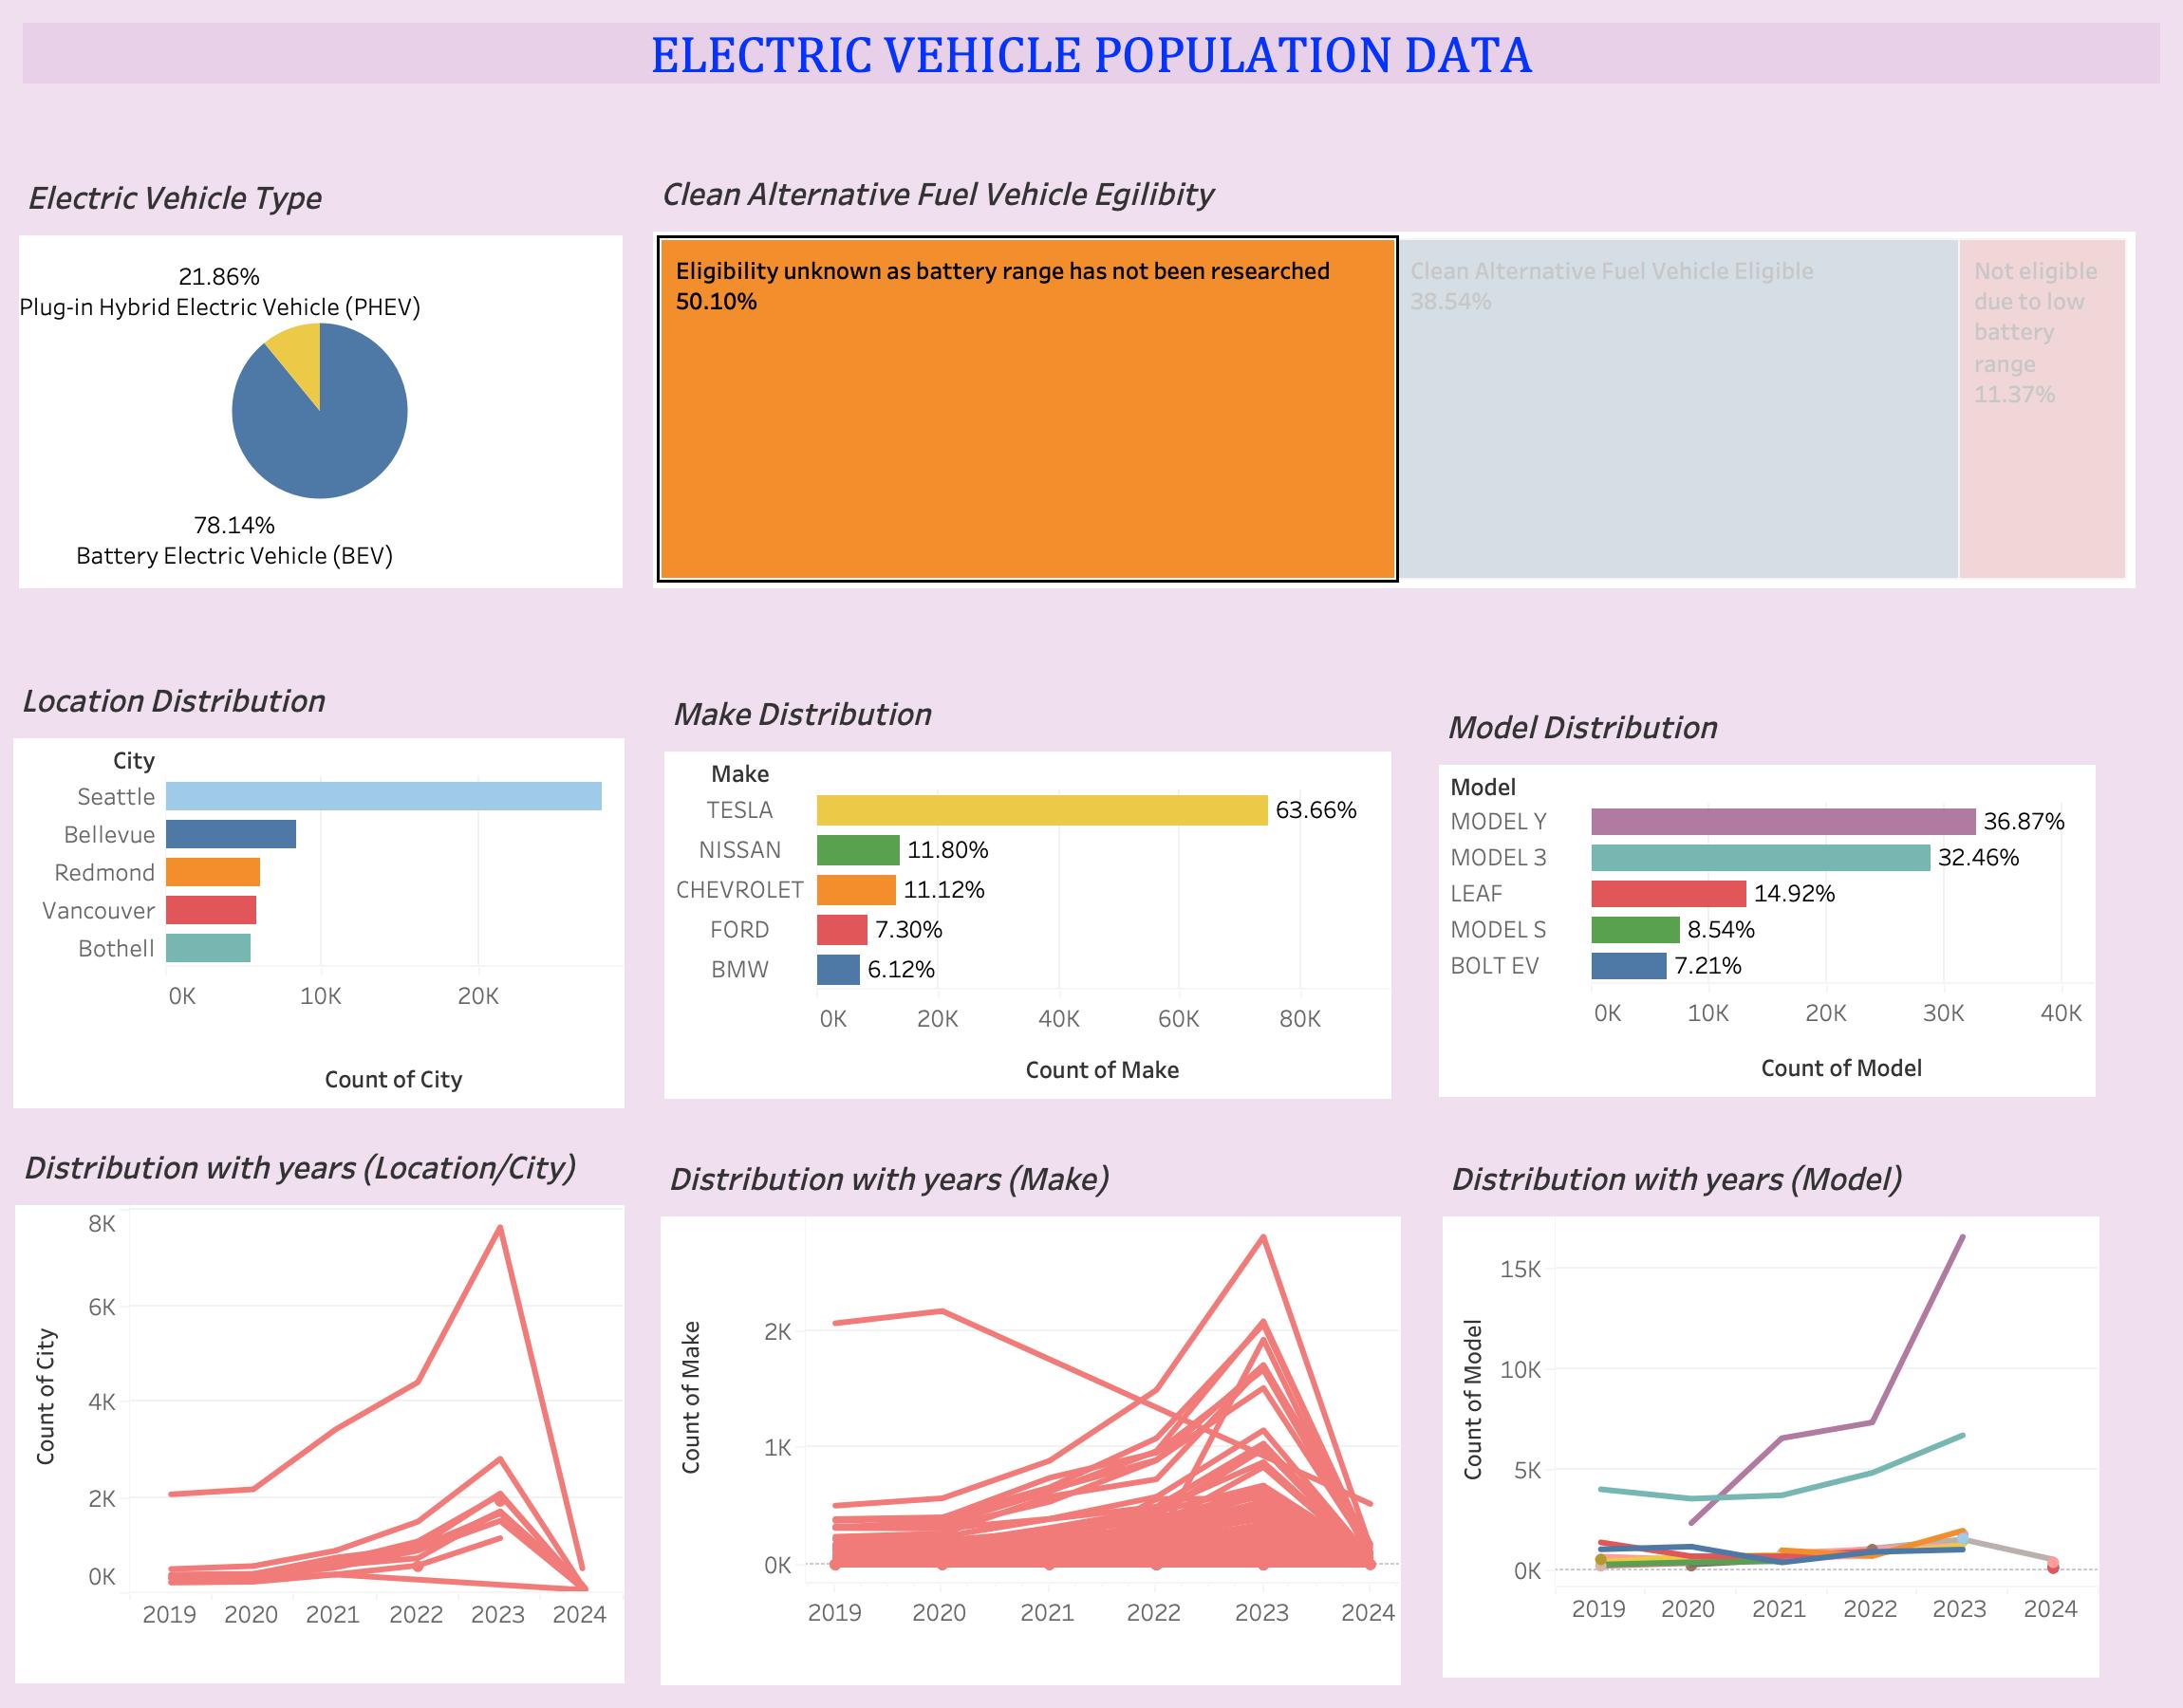 ELECTRIC VEHICLE POPULATION DATA
Electric Vehicle Type
21.86%
Plug-in Hybrid Electric Vehicle (PHEV)
78.14%
Battery Electric Vehicle (BEV)
Clean Alternative Fuel Vehicle Egilibity
Eligibility unknown as battery range has not been researched
50.10%
Clean Alternative Fuel Vehicle Eligible
38.54%
Not eligible
due to low
battery
range
11.37%
Location Distribution
City
Seattle
Bellevue
Redmond
Vancouver
Bothell
0K 10K 20K
Count of City
Make Distribution
Make
TESLA 63.66%
NISSAN 11.80%
CHEVROLET 11.12%
FORD 7.30%
BMW 6.12%
0K 20K 40K 60K 80K
Count of Make
Model Distribution
Model
MODEL Y 36.87%
MODEL 3 32.46%
LEAF 14.92%
MODEL S 8.54%
BOLT EV 7.21%
0K 10K 20K 30K 40K
Count of Model
Distribution with years (Location/City)
Count of City
8K
6K
4K
2K
0K
2019 2020 2021 2022 2023 2024
Distribution with years (Make)
Count of Make
2K
1K
0K
2019 2020 2021 2022 2023 2024
Distribution with years (Model)
Count of Model
15K
10K
5K
0K
2019 2020 2021 2022 2023 2024